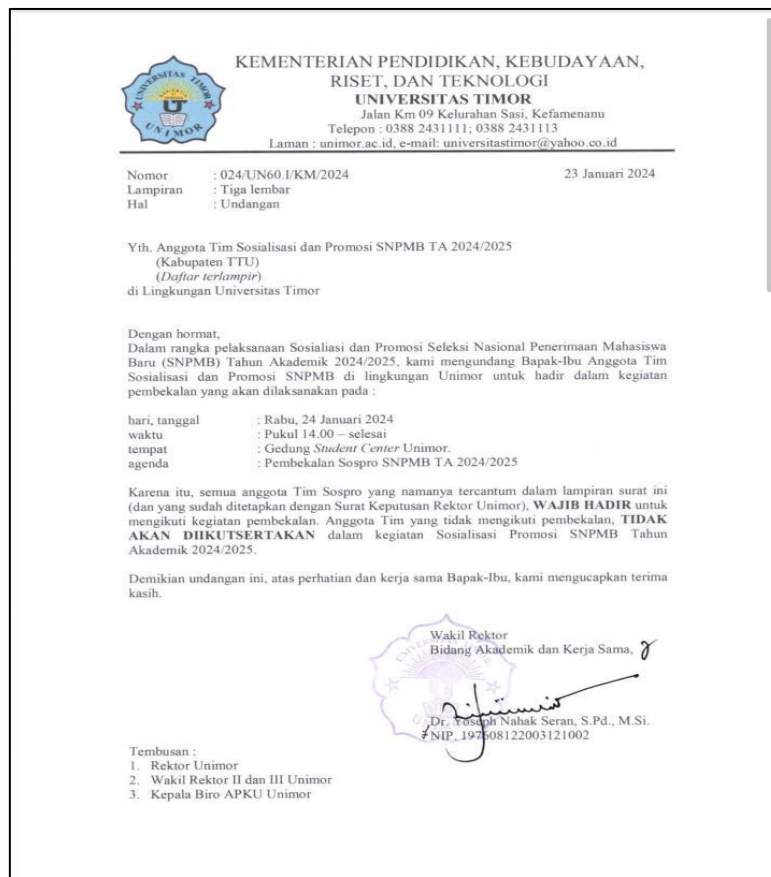 UNIVERSITAS TIMOR
UNIMOR
KEMENTERIAN PENDIDIKAN, KEBUDAYAAN,
RISET, DAN TEKNOLOGI
UNIVERSITAS TIMOR
Jalan Km 09 Kelurahan Sasi, Kefamenanu
Telepon : 0388 2431111; 0388 2431113
Laman : unimor.ac.id, e-mail: universitastimor@yahoo.co.id
Nomor : 024/UN60.I/KM/2024 23 Januari 2024
Lampiran : Tiga lembar
Hal : Undangan
Yth. Anggota Tim Sosialisasi dan Promosi SNPMB TA 2024/2025
(Kabupaten TTU)
(Daftar terlampir)
di Lingkungan Universitas Timor
Dengan hormat,
Dalam rangka pelaksanaan Sosialiasi dan Promosi Seleksi Nasional Penerimaan Mahasiswa
Baru (SNPMB) Tahun Akademik 2024/2025, kami mengundang Bapak-Ibu Anggota Tim
Sosialisasi dan Promosi SNPMB di lingkungan Unimor untuk hadir dalam kegiatan
pembekalan yang akan dilaksanakan pada :
hari, tanggal : Rabu, 24 Januari 2024
waktu : Pukul 14.00 – selesai
tempat : Gedung Student Center Unimor.
agenda : Pembekalan Sospro SNPMB TA 2024/2025
Karena itu, semua anggota Tim Sospro yang namanya tercantum dalam lampiran surat ini
(dan yang sudah ditetapkan dengan Surat Keputusan Rektor Unimor), WAJIB HADIR untuk
mengikuti kegiatan pembekalan. Anggota Tim yang tidak mengikuti pembekalan, TIDAK
AKAN DIIKUTSERTAKAN dalam kegiatan Sosialisasi Promosi SNPMB Tahun
Akademik 2024/2025.
Demikian undangan ini, atas perhatian dan kerja sama Bapak-Ibu, kami mengucapkan terima
kasih.
Wakil Rektor
Bidang Akademik dan Kerja Sama,
Dr. Yoseph Nahak Seran, S.Pd., M.Si.
NIP. 197608122003121002
Tembusan :
1. Rektor Unimor
2. Wakil Rektor II dan III Unimor
3. Kepala Biro APKU Unimor